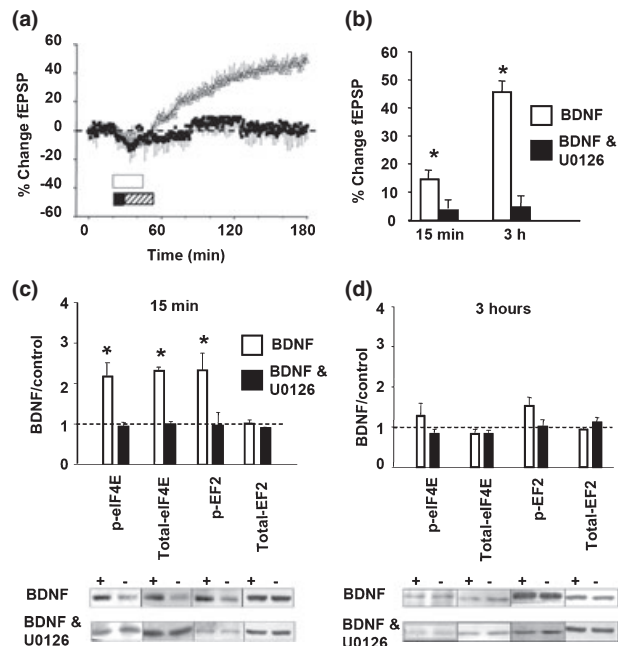 (a)
60
40
20
0
-20
-40
-60
% Change fEPSP
0 60 120 180
Time (min)
(b)
60
50
40
30
20
10
0
% Change fEPSP
*
*
15 min 3 h
BDNF
BDNF &
U0126
(c)
15 min
4
3
2
1
0
BDNF/control
* * *
BDNF
BDNF &
U0126
p-eIF4E Total-eIF4E p-EF2 Total-EF2
+ - + - + - + -
BDNF
BDNF &
U0126
(d)
3 hours
4
3
2
1
0
BDNF/control
BDNF
BDNF &
U0126
p-eIF4E Total-eIF4E p-EF2 Total-EF2
+ - + - + - + -
BDNF
BDNF &
U0126